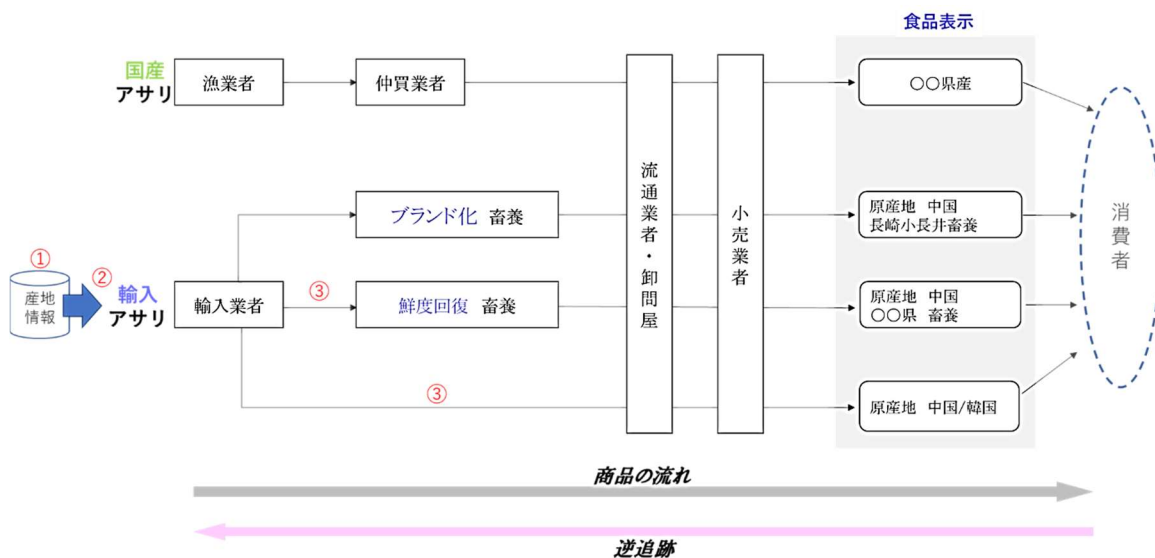 食品表示
国産
アサリ
漁業者
仲買業者
〇〇県産
ブランド化 畜養
原産地 中国
長崎小長井畜養
流通業者・卸問屋
小売業者
消費者
①
②
産地
情報
輸入
アサリ
輸入業者
③
鮮度回復 畜養
原産地 中国
〇〇県 畜養
③
原産地 中国/韓国
商品の流れ
逆追跡